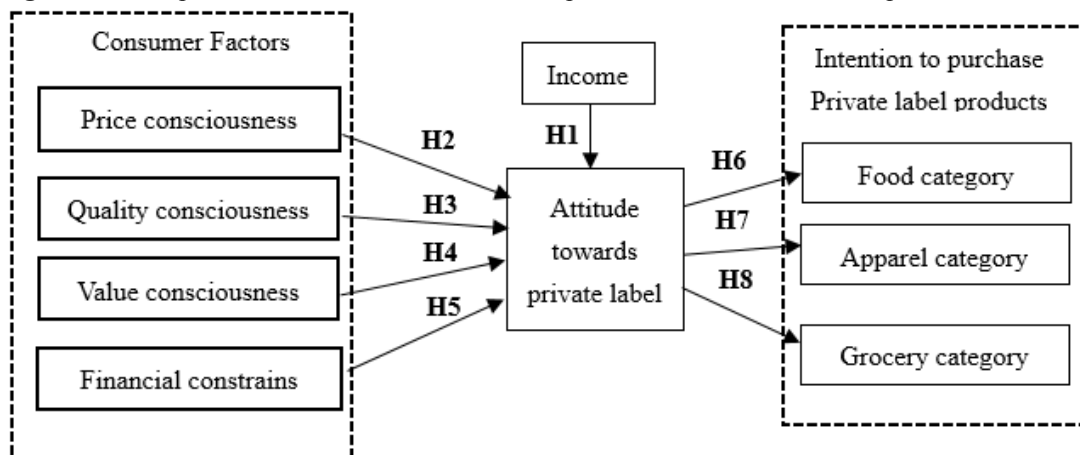 Consumer Factors
Price consciousness
Quality consciousness
Value consciousness
Financial constrains
H2
H3
H4
H5
Income
H1
Attitude
towards
private label
H6
H7
H8
Intention to purchase
Private label products
Food category
Apparel category
Grocery category